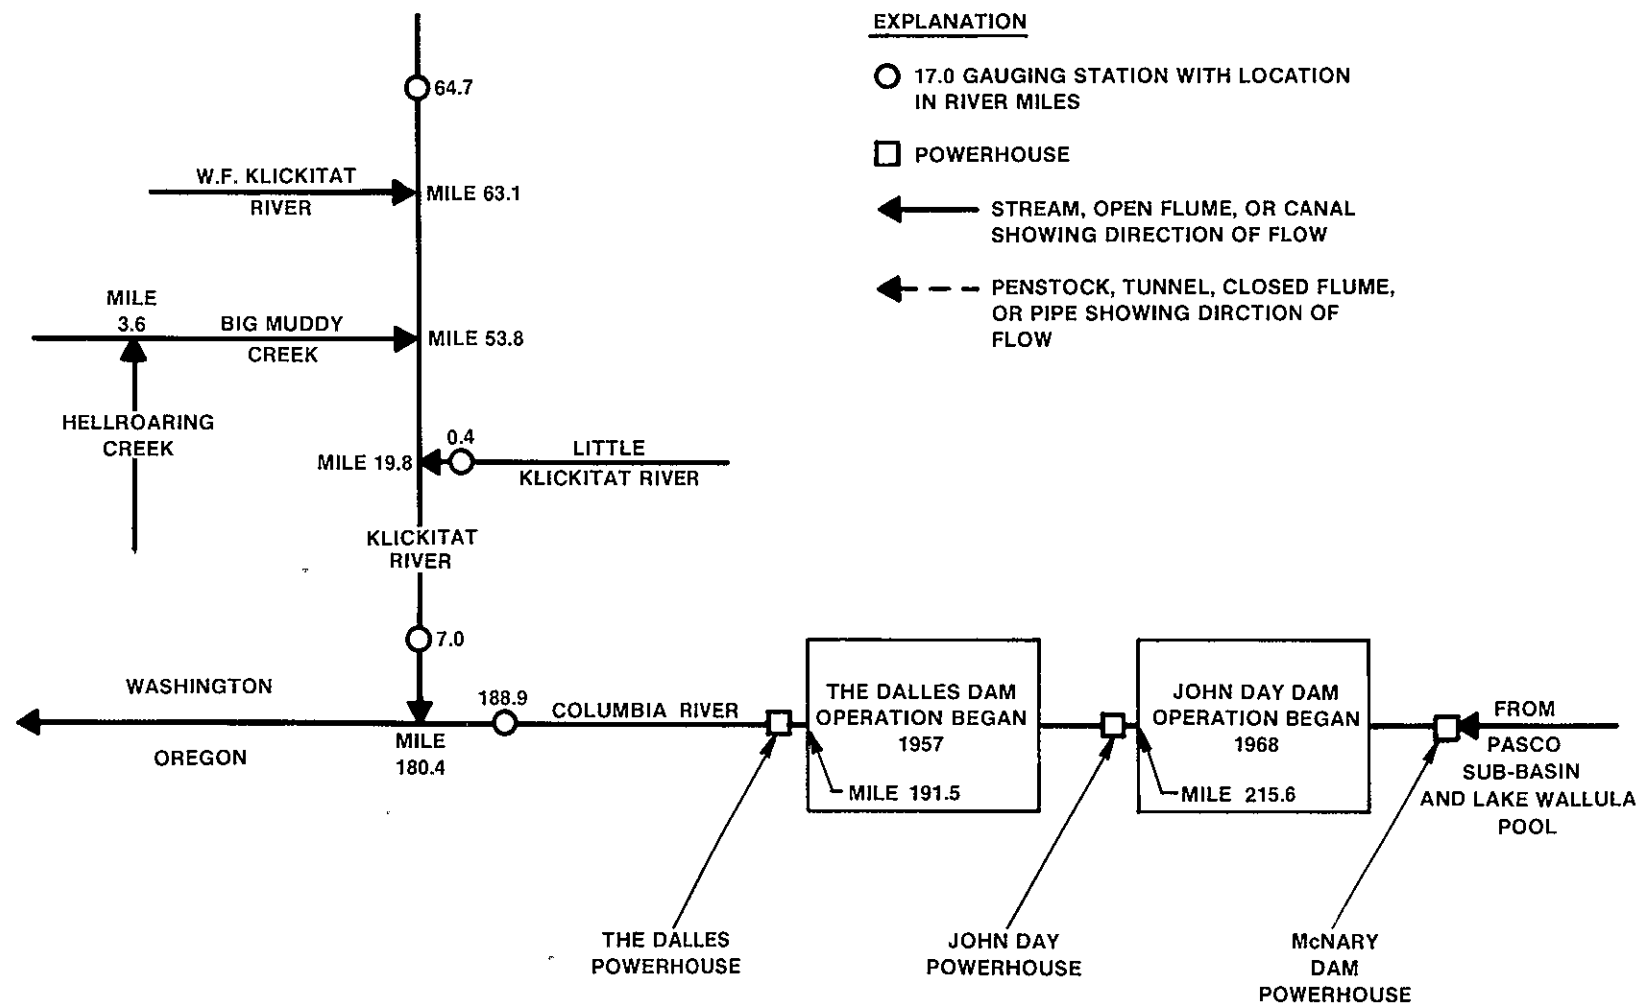 EXPLANATION
17.0 GAUGING STATION WITH LOCATION
IN RIVER MILES
POWERHOUSE
STREAM, OPEN FLUME, OR CANAL
SHOWING DIRECTION OF FLOW
PENSTOCK, TUNNEL, CLOSED FLUME,
OR PIPE SHOWING DIRCTION OF
FLOW
64.7
W.F. KLICKITAT
RIVER
MILE 63.1
MILE
3.6
BIG MUDDY
CREEK
MILE 53.8
HELLROARING
CREEK
0.4
MILE 19.8
LITTLE
KLICKITAT RIVER
KLICKITAT
RIVER
7.0
WASHINGTON
OREGON
MILE
180.4
188.9
COLUMBIA RIVER
THE DALLES DAM
OPERATION BEGAN
1957
MILE 191.5
JOHN DAY DAM
OPERATION BEGAN
1968
MILE 215.6
FROM
PASCO
SUB-BASIN
AND LAKE WALLULA
POOL
THE DALLES
POWERHOUSE
JOHN DAY
POWERHOUSE
McNARY
DAM
POWERHOUSE